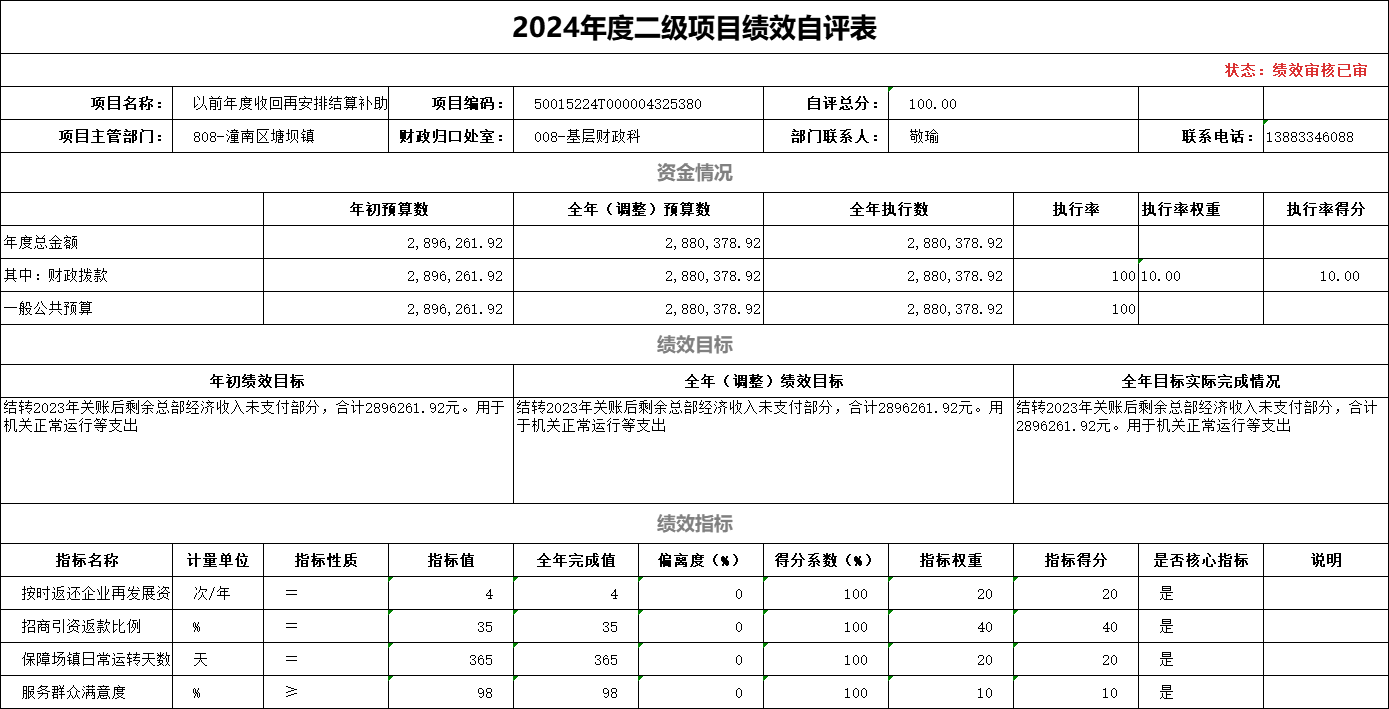 2024年度二级项目绩效自评表
状态：绩效审核已审
项目名称： 以前年度收回再安排结算补助 项目编码： 50015224T000004325380 自评总分： 100.00
项目主管部门： 808-潼南区塘坝镇 财政归口处室： 008-基层财政科 部门联系人： 敬瑜 联系电话： 13883346088
资金情况
年初预算数 全年（调整）预算数 全年执行数 执行率 执行率权重 执行率得分
年度总金额 2,896,261.92 2,880,378.92 2,880,378.92
其中：财政拨款 2,896,261.92 2,880,378.92 2,880,378.92 100 10.00 10.00
一般公共预算 2,896,261.92 2,880,378.92 2,880,378.92 100
绩效目标
年初绩效目标 全年（调整）绩效目标 全年目标实际完成情况
结转2023年关账后剩余总部经济收入未支付部分，合计2896261.92元。用于
机关正常运行等支出
结转2023年关账后剩余总部经济收入未支付部分，合计2896261.92元。用
于机关正常运行等支出
结转2023年关账后剩余总部经济收入未支付部分，合计
2896261.92元。用于机关正常运行等支出
绩效指标
指标名称 计量单位 指标性质 指标值 全年完成值 偏离度（%） 得分系数（%） 指标权重 指标得分 是否核心指标 说明
按时返还企业再发展资 次/年 ＝ 4 4 0 100 20 20 是
招商引资返款比例 % ＝ 35 35 0 100 40 40 是
保障场镇日常运转天数 天 ＝ 365 365 0 100 20 20 是
服务群众满意度 % ≥ 98 98 0 100 10 10 是